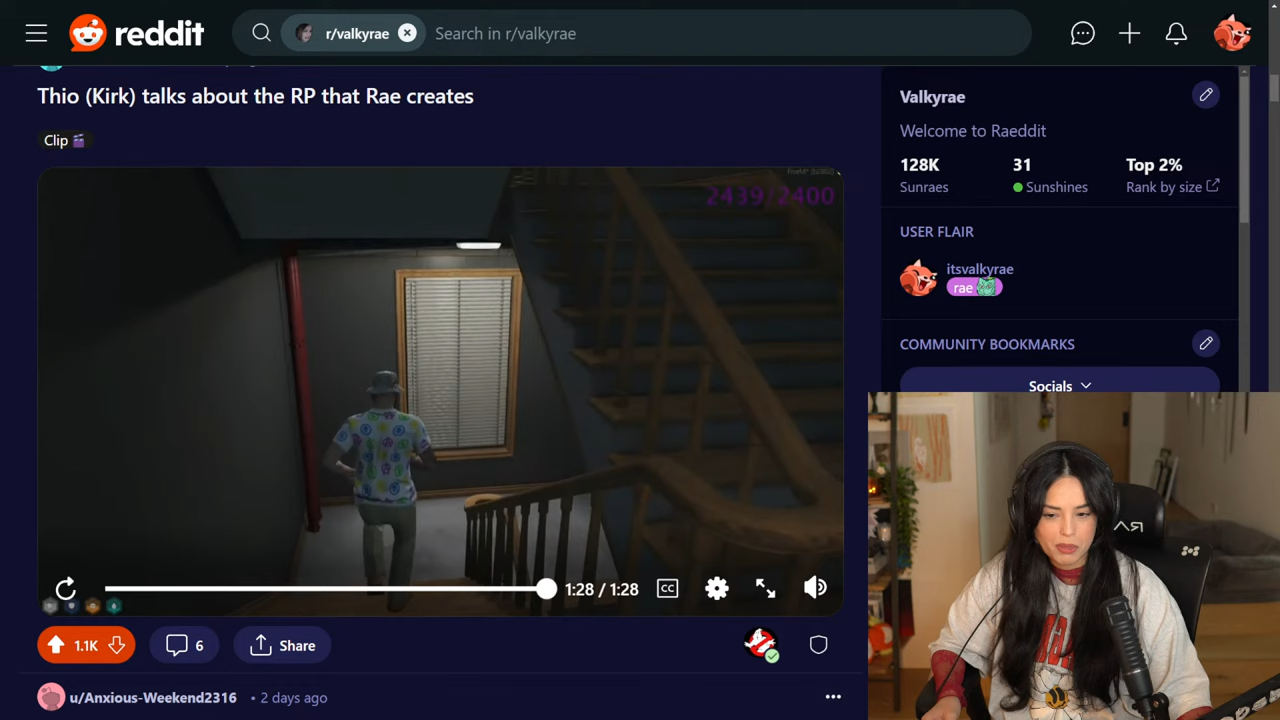 reddit
r/valkyrae
Search in r/valkyrae
Thio (Kirk) talks about the RP that Rae creates
Clip
2439/2400
1:28 / 1:28
CC
1.1K
6
Share
u/Anxious-Weekend2316
• 2 days ago
Valkyrae
Welcome to Raeddit
128K
31
Top 2%
Sunraes
Sunshines
Rank by size
USER FLAIR
itsvalkyrae
rae
COMMUNITY BOOKMARKS
Socials